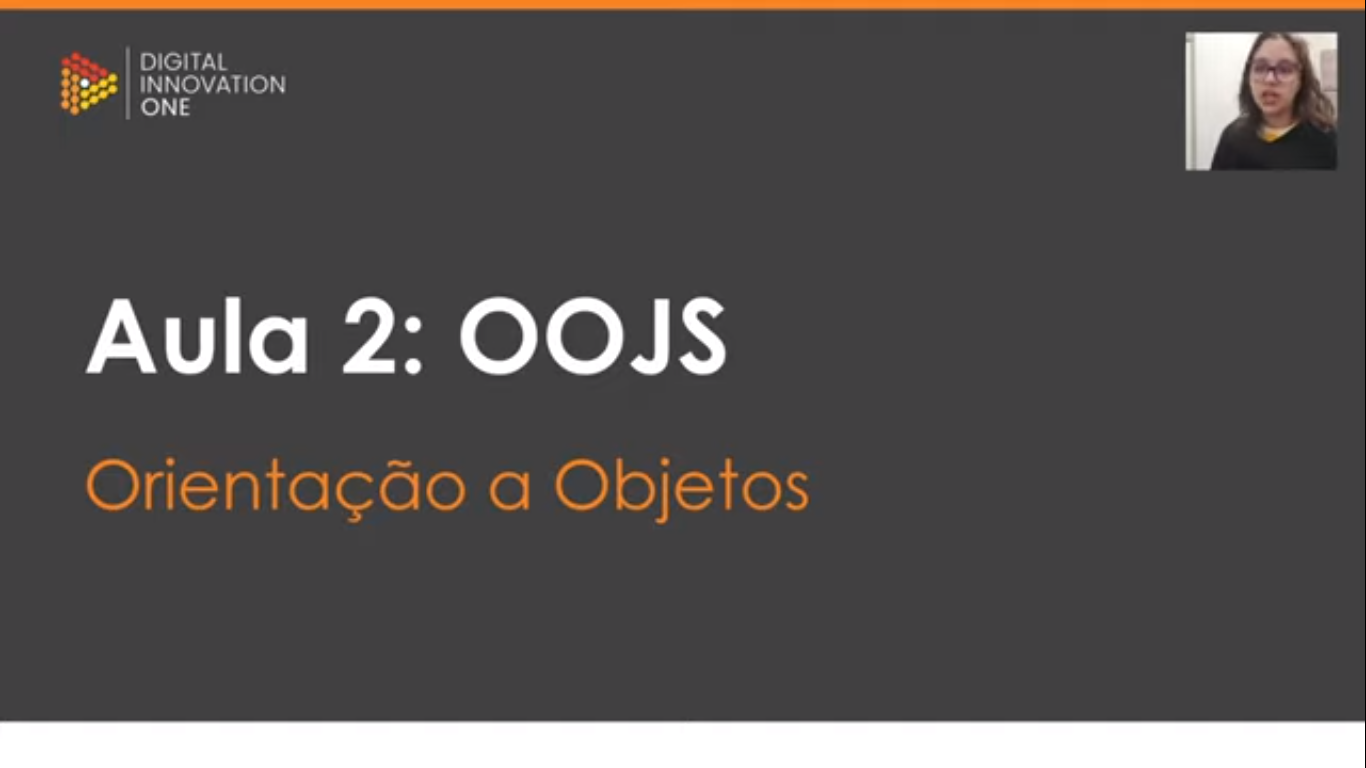 DIGITAL
INNOVATION
ONE
Aula 2: OOJS
Orientação a Objetos